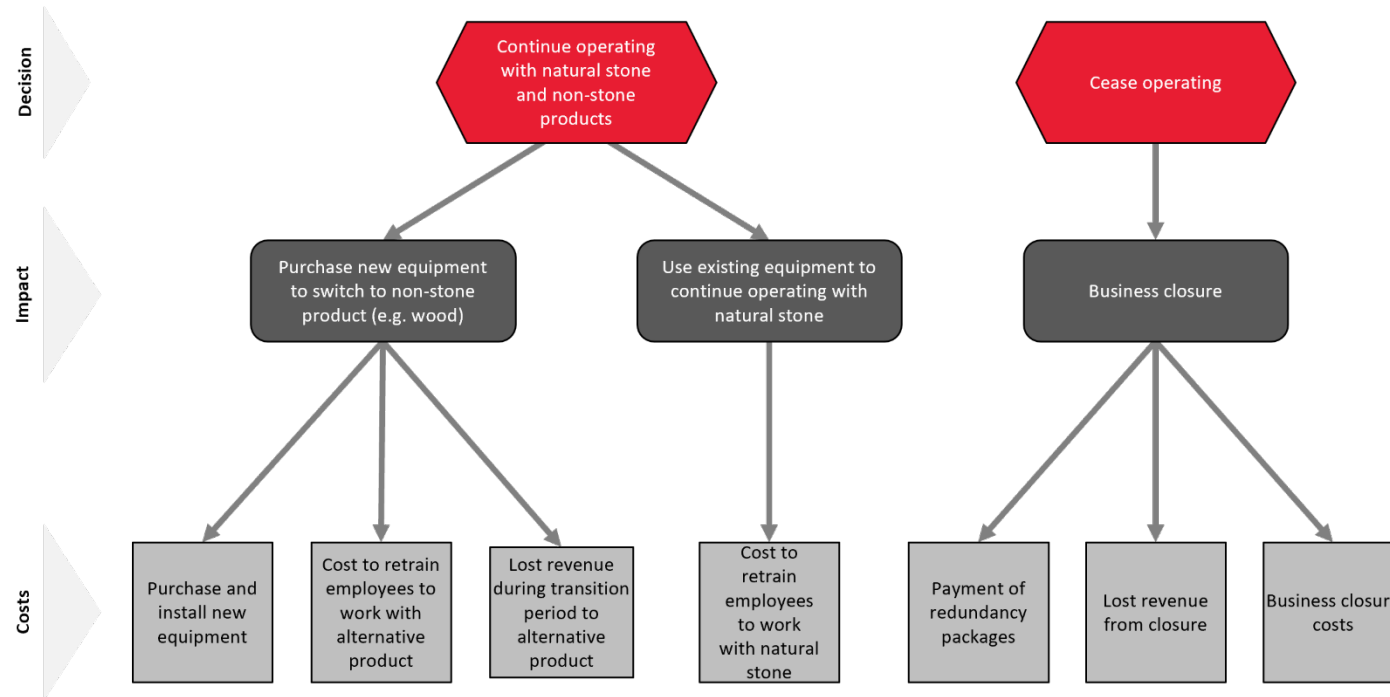 Decision
Continue operating
with natural stone
and non-stone
products
Cease operating
Impact
Purchase new equipment
to switch to non-stone
product (e.g. wood)
Use existing equipment to
continue operating with
natural stone
Business closure
Costs
Purchase and
install new
equipment
Cost to retrain
employees to
work with
alternative
product
Lost revenue
during transition
period to
alternative
product
Cost to
retrain
employees
to work
with natural
stone
Payment of
redundancy
packages
Lost revenue
from closure
Business closure
costs